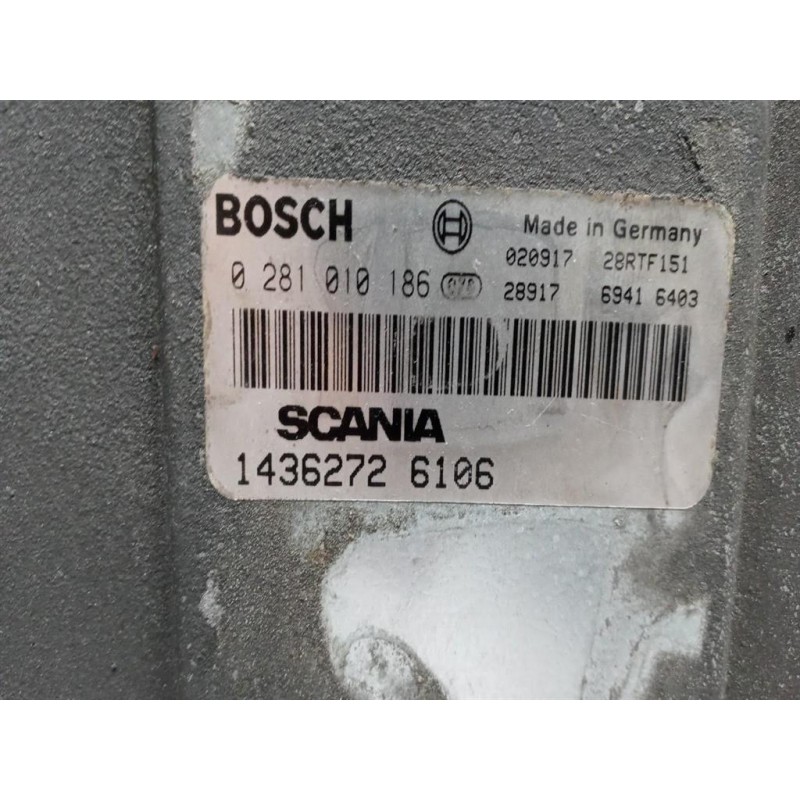 BOSCH Made in Germany
020917 28RTF151
0 281 010 186 28917 6941 6403
SCANIA
1436272 6106